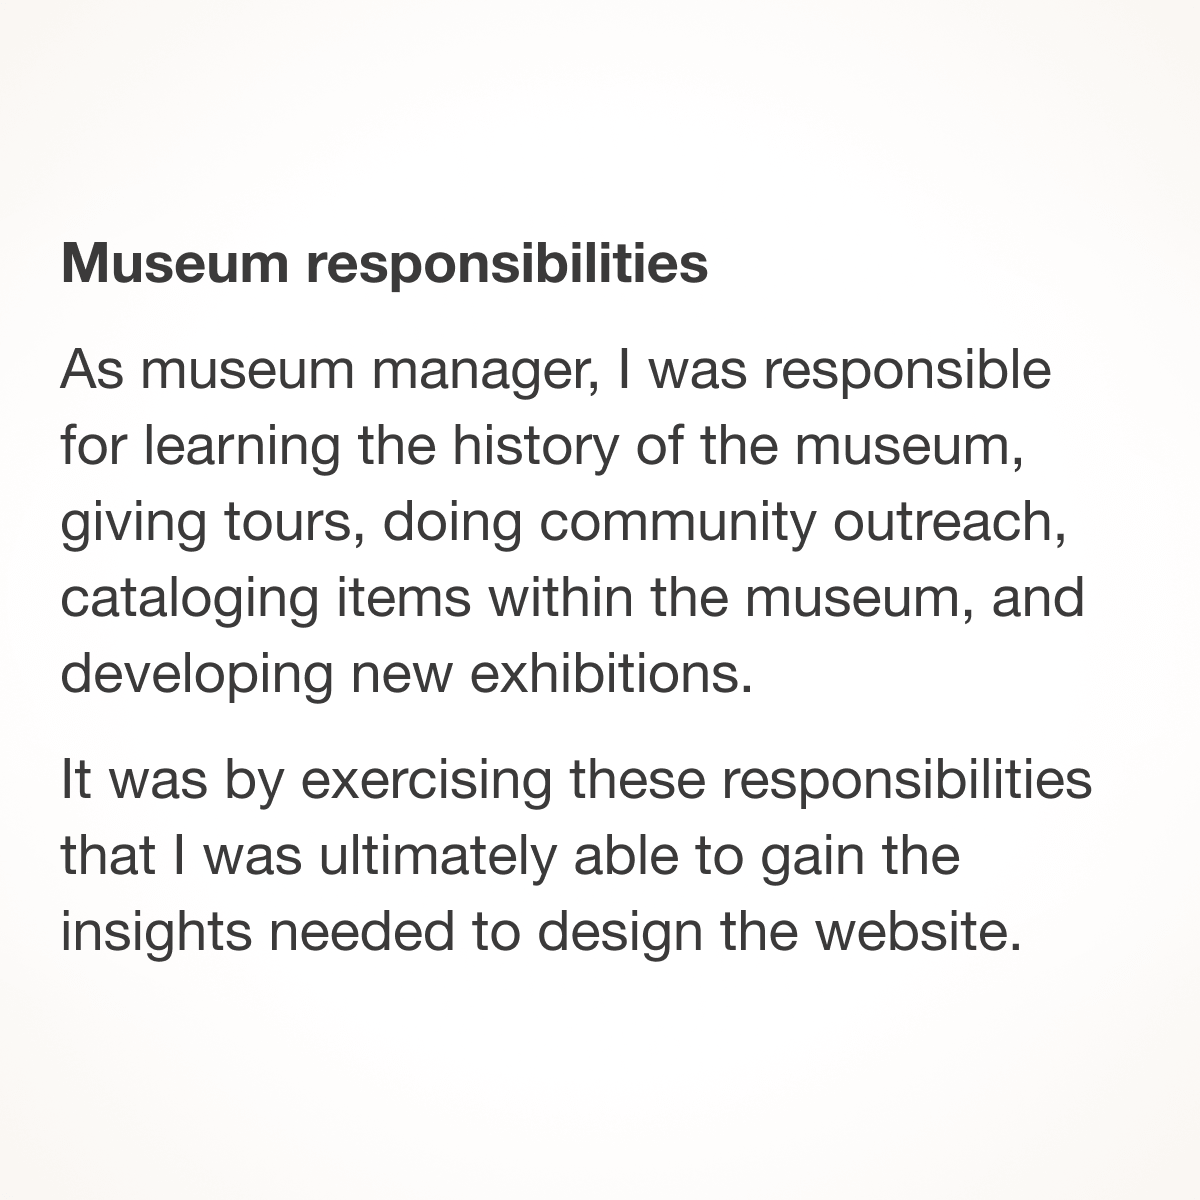 Museum responsibilities
As museum manager, I was responsible
for learning the history of the museum,
giving tours, doing community outreach,
cataloging items within the museum, and
developing new exhibitions.
It was by exercising these responsibilities
that I was ultimately able to gain the
insights needed to design the website.